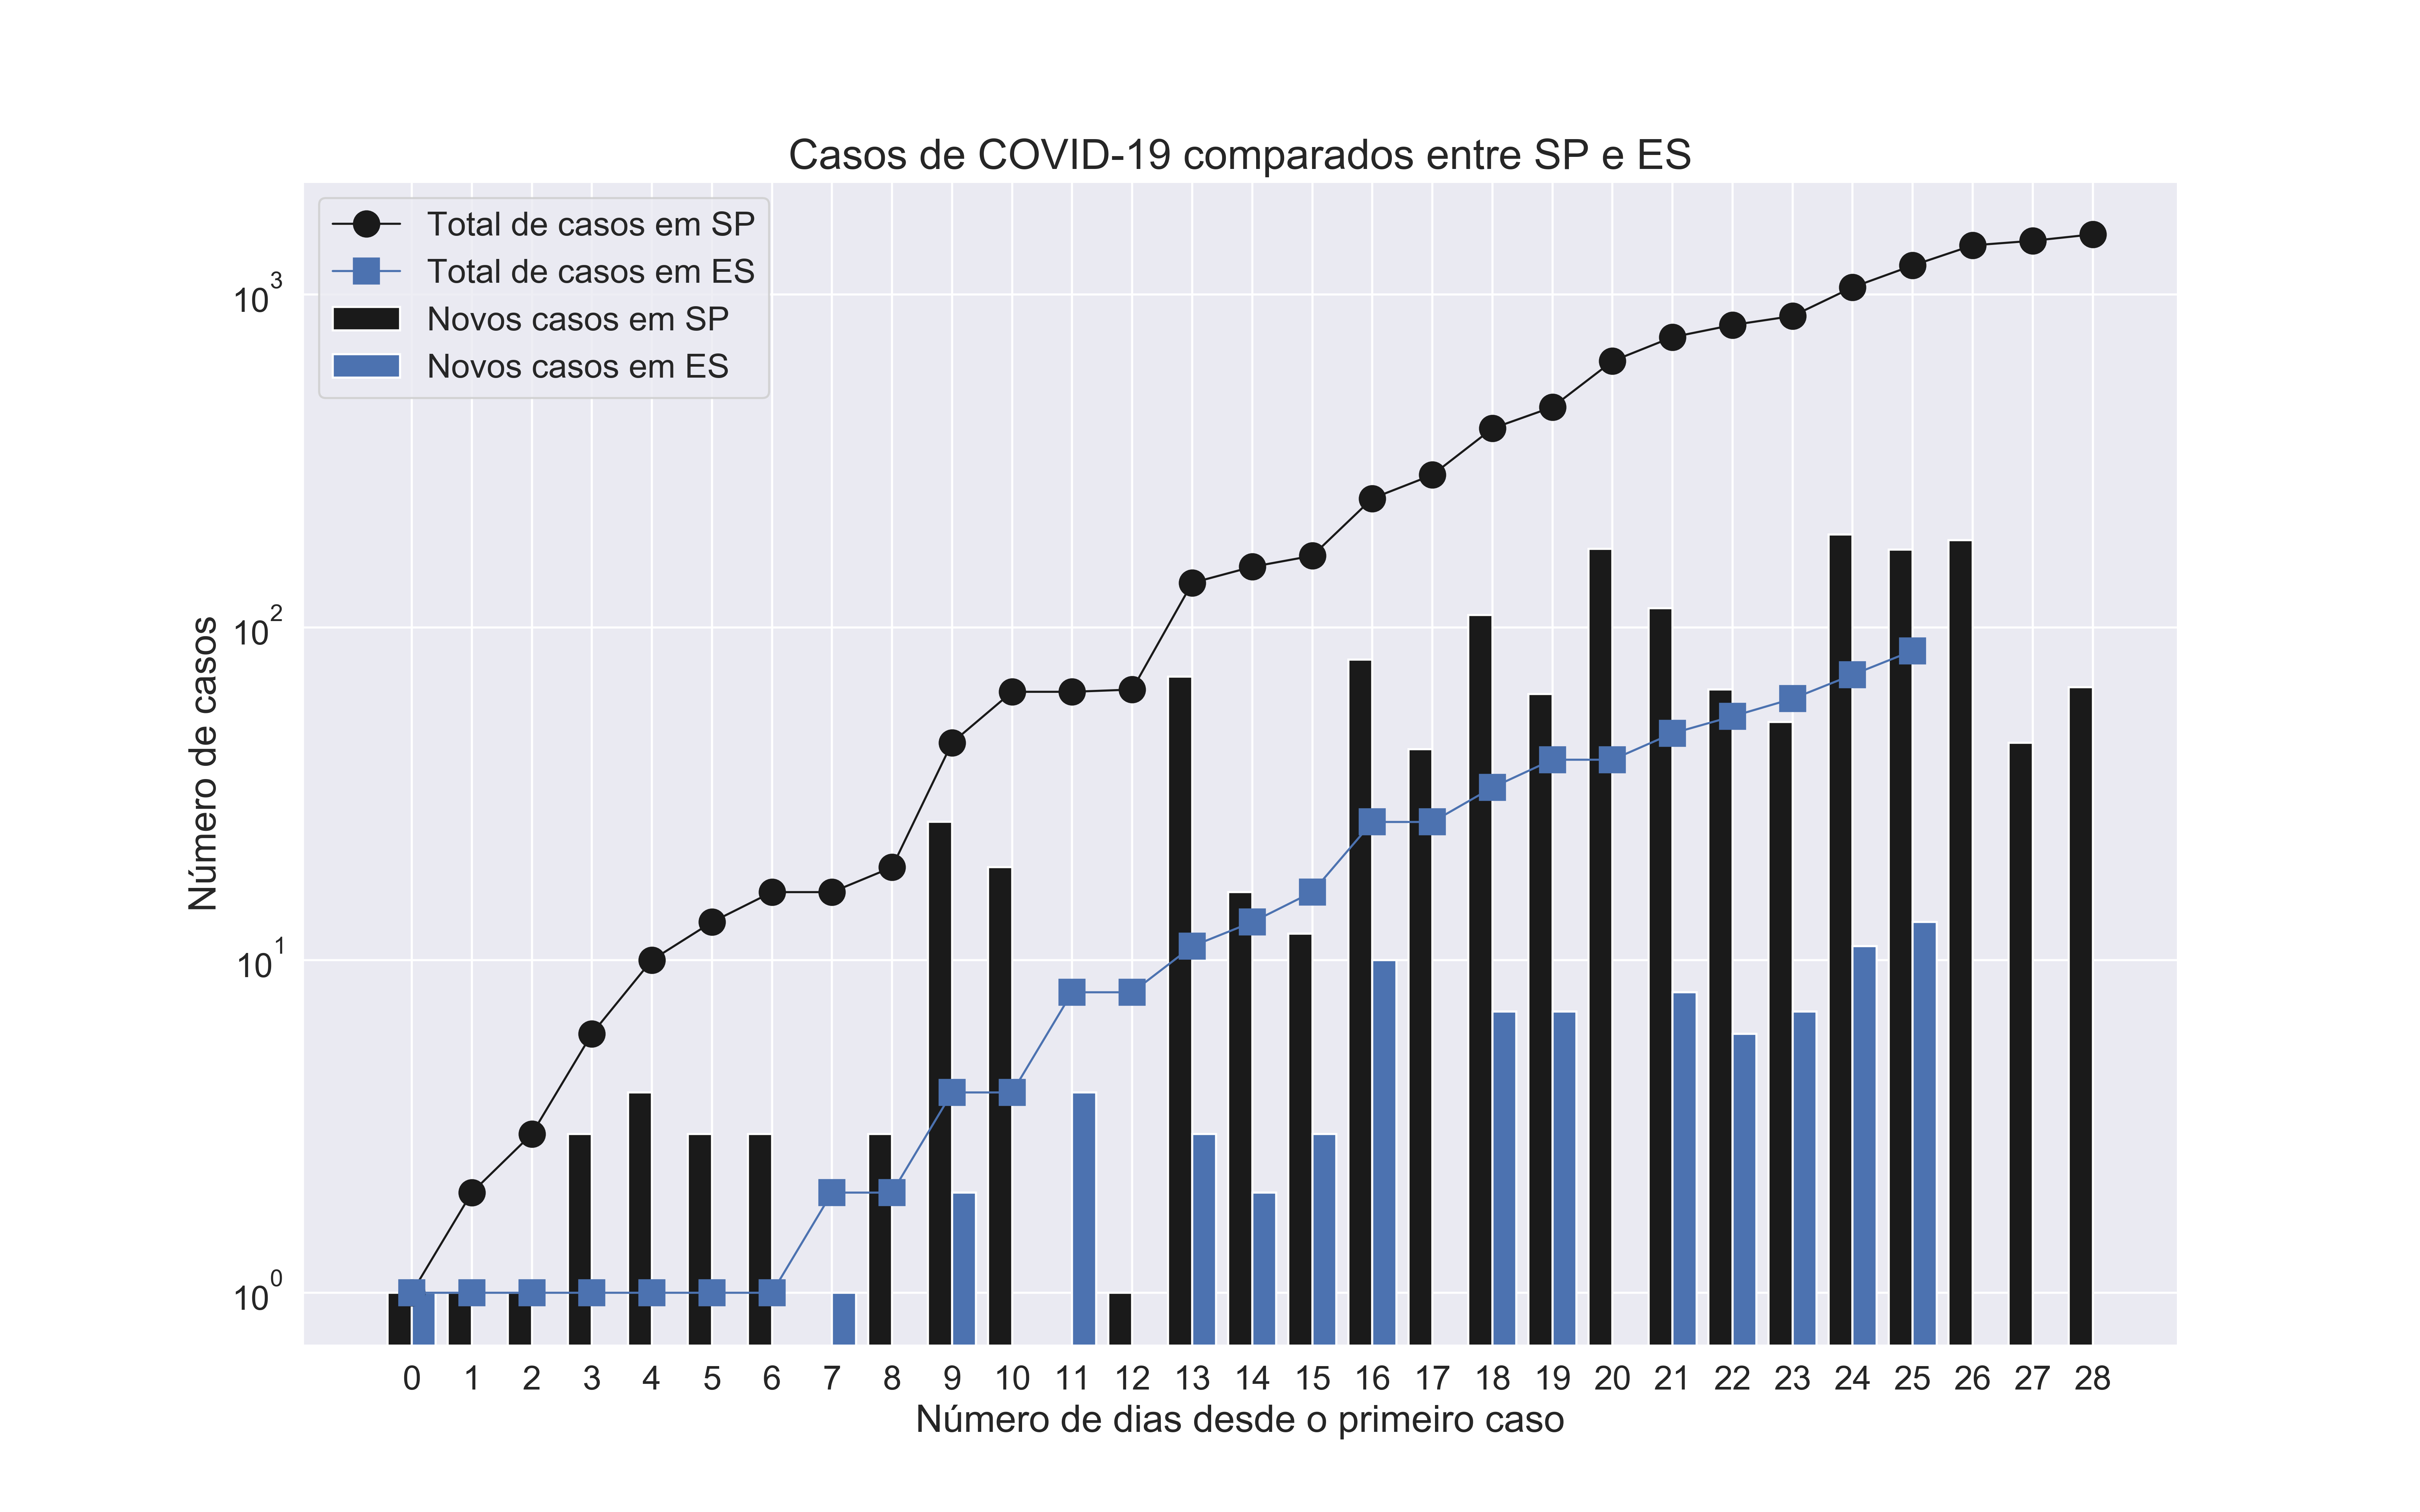 Casos de COVID-19 comparados entre SP e ES
Total de casos em SP
Total de casos em ES
Novos casos em SP
Novos casos em ES
10³
10²
10¹
10⁰
Número de casos
0 1 2 3 4 5 6 7 8 9 10 11 12 13 14 15 16 17 18 19 20 21 22 23 24 25 26 27 28
Número de dias desde o primeiro caso